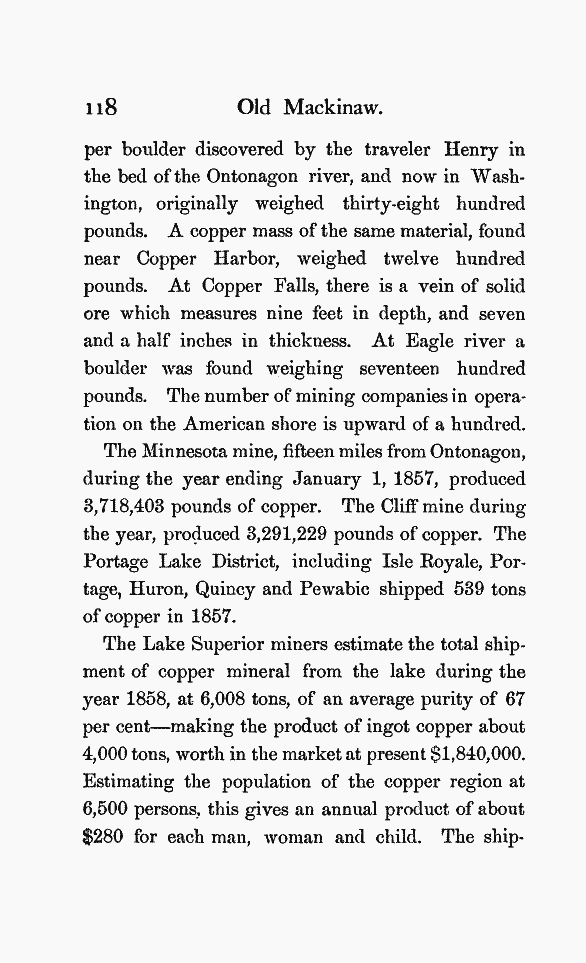 118 Old Mackinaw.
per boulder discovered by the traveler Henry in
the bed of the Ontonagon river, and now in Wash-
ington, originally weighed thirty-eight hundred
pounds. A copper mass of the same material, found
near Copper Harbor, weighed twelve hundred
pounds. At Copper Falls, there is a vein of solid
ore which measures nine feet in depth, and seven
and a half inches in thickness. At Eagle river a
boulder was found weighing seventeen hundred
pounds. The number of mining companies in opera-
tion on the American shore is upward of a hundred.
The Minnesota mine, fifteen miles from Ontonagon,
during the year ending January 1, 1857, produced
3,718,403 pounds of copper. The Cliff mine during
the year, produced 3,291,229 pounds of copper. The
Portage Lake District, including Isle Royale, Por-
tage, Huron, Quincy and Pewabic shipped 539 tons
of copper in 1857.
The Lake Superior miners estimate the total ship-
ment of copper mineral from the lake during the
year 1858, at 6,008 tons, of an average purity of 67
per cent—making the product of ingot copper about
4,000 tons, worth in the market at present $1,840,000.
Estimating the population of the copper region at
6,500 persons, this gives an annual product of about
$280 for each man, woman and child. The ship-